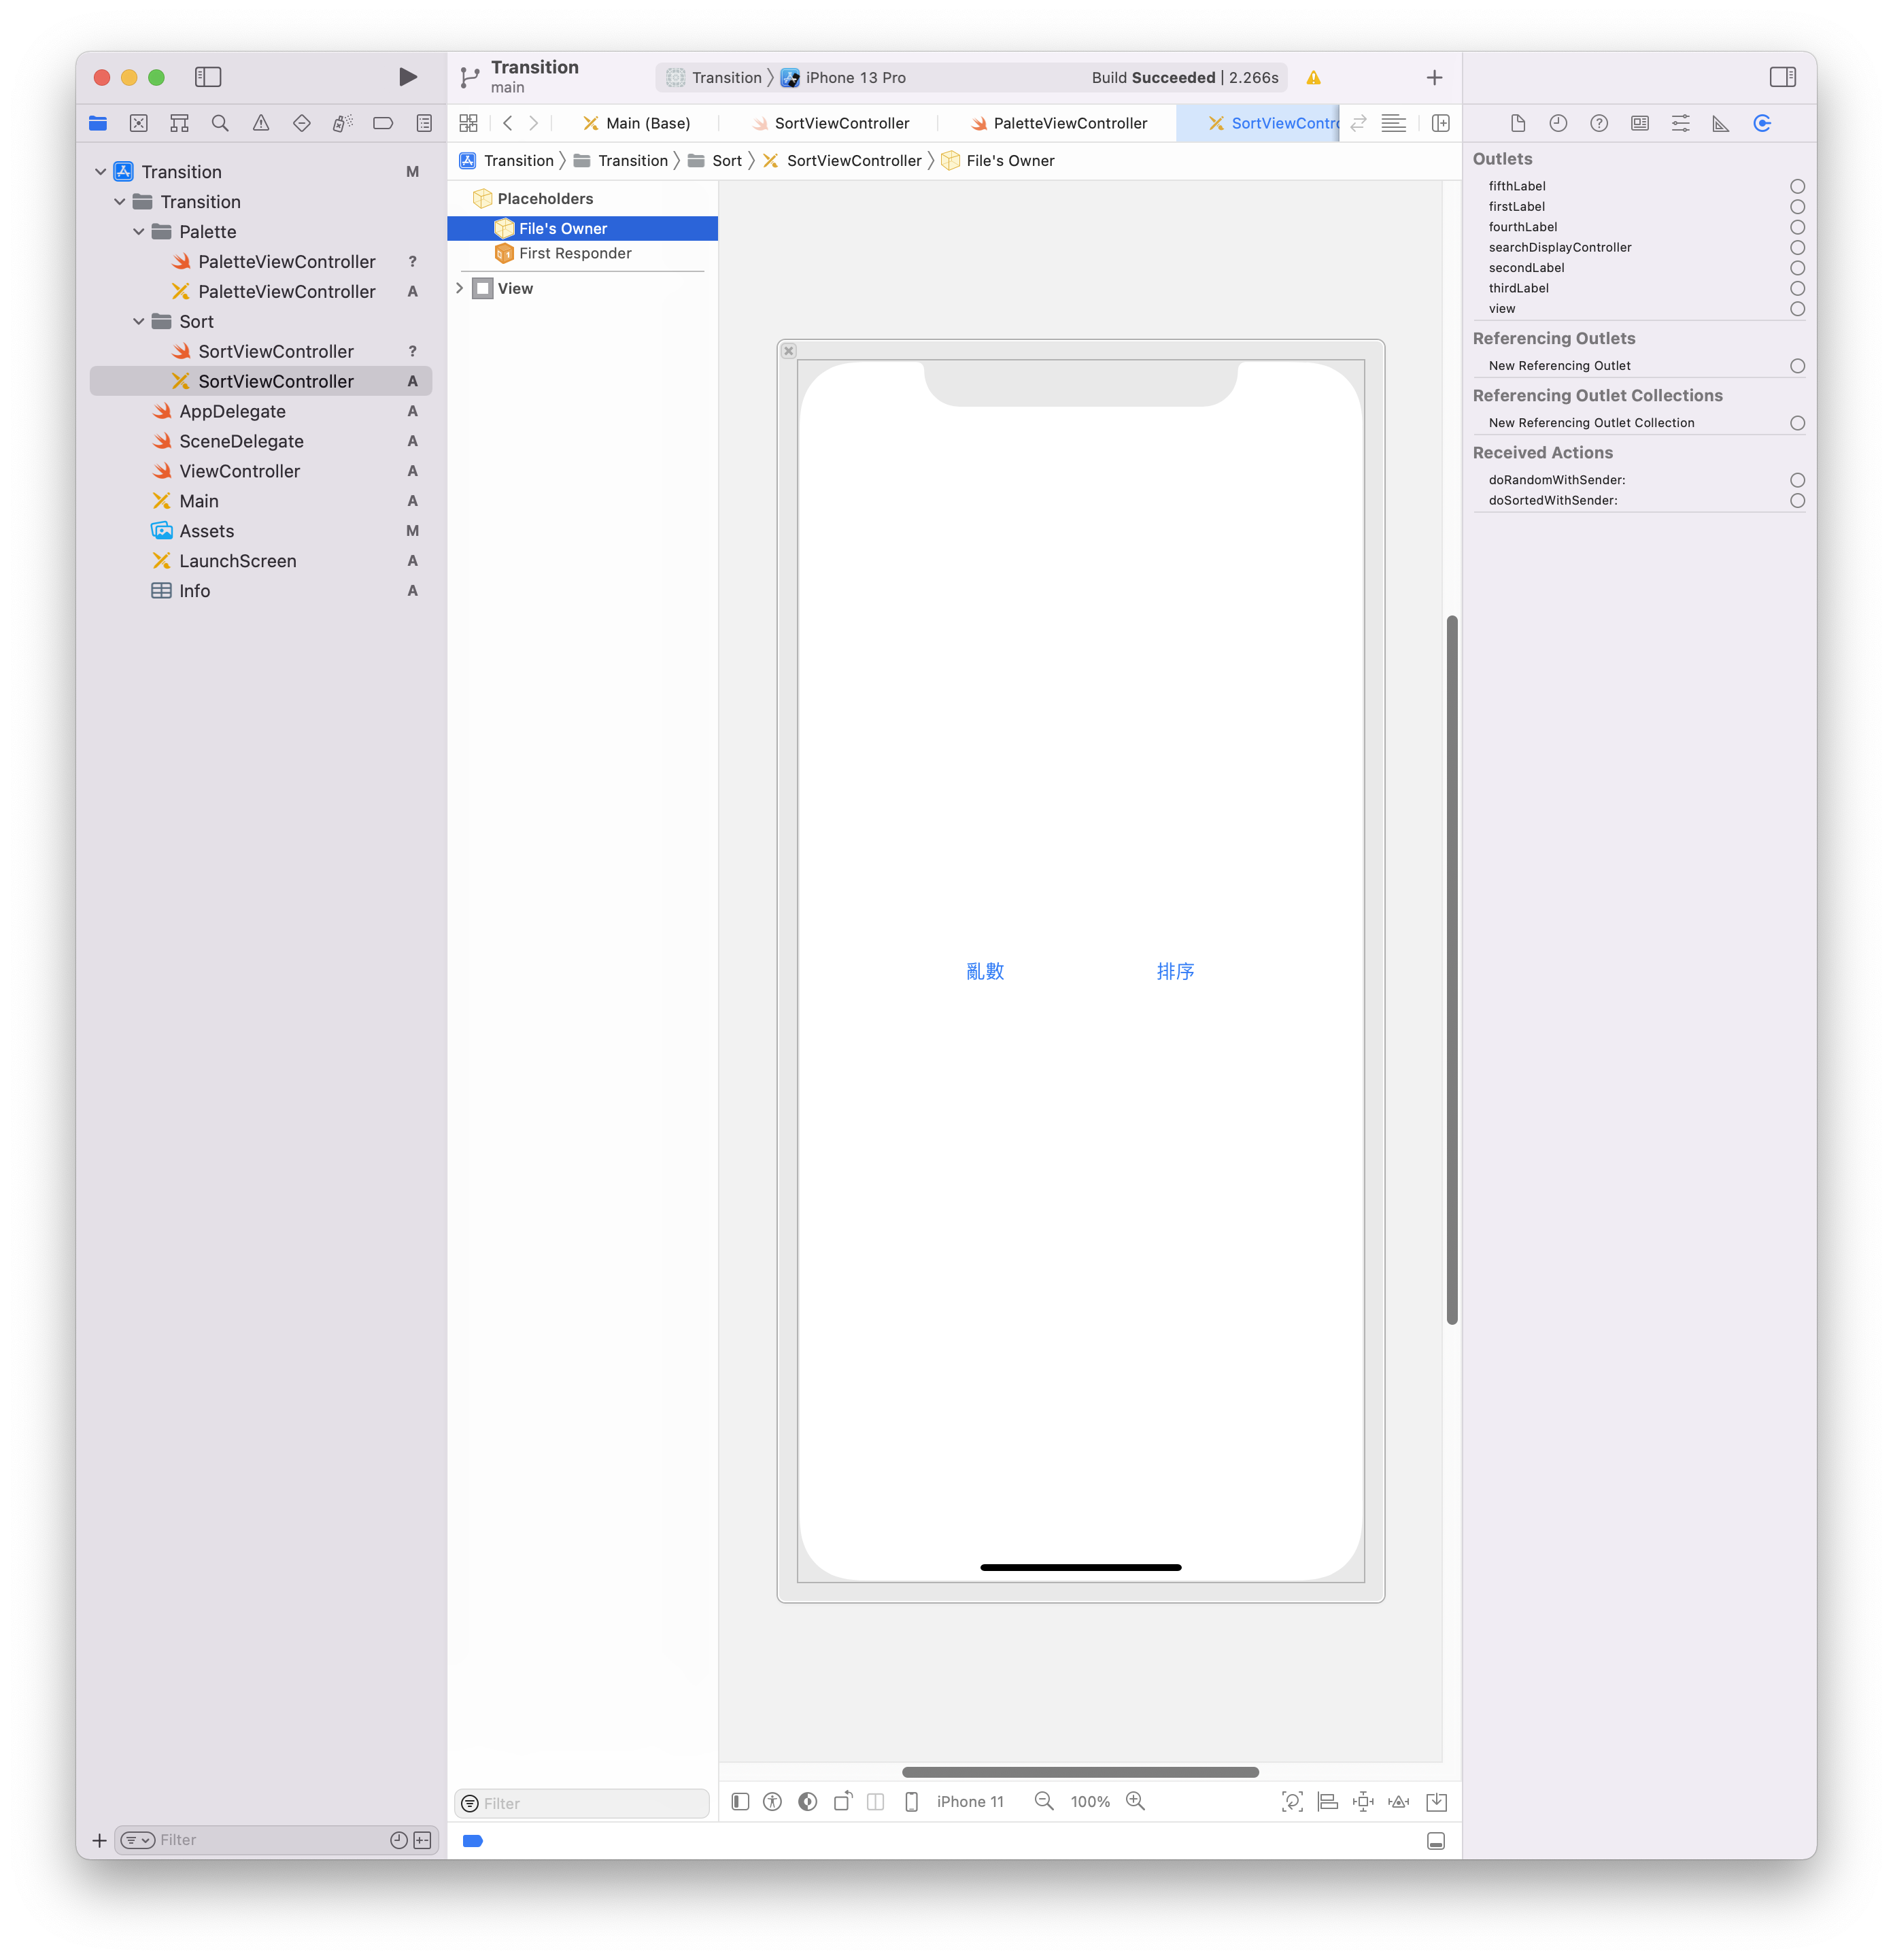 Transition
main
Transition
iPhone 13 Pro
Build Succeeded | 2.266s
Main (Base)
SortViewController
PaletteViewController
SortViewContr
Transition
Transition
Sort
SortViewController
File's Owner
Transition M
Transition
Palette
PaletteViewController ?
PaletteViewController A
Sort
SortViewController ?
SortViewController A
AppDelegate A
SceneDelegate A
ViewController A
Main A
Assets M
LaunchScreen A
Info A
Filter
Placeholders
File's Owner
First Responder
View
Filter
亂數
排序
iPhone 11
100%
Outlets
fifthLabel
firstLabel
fourthLabel
searchDisplayController
secondLabel
thirdLabel
view
Referencing Outlets
New Referencing Outlet
Referencing Outlet Collections
New Referencing Outlet Collection
Received Actions
doRandomWithSender:
doSortedWithSender: